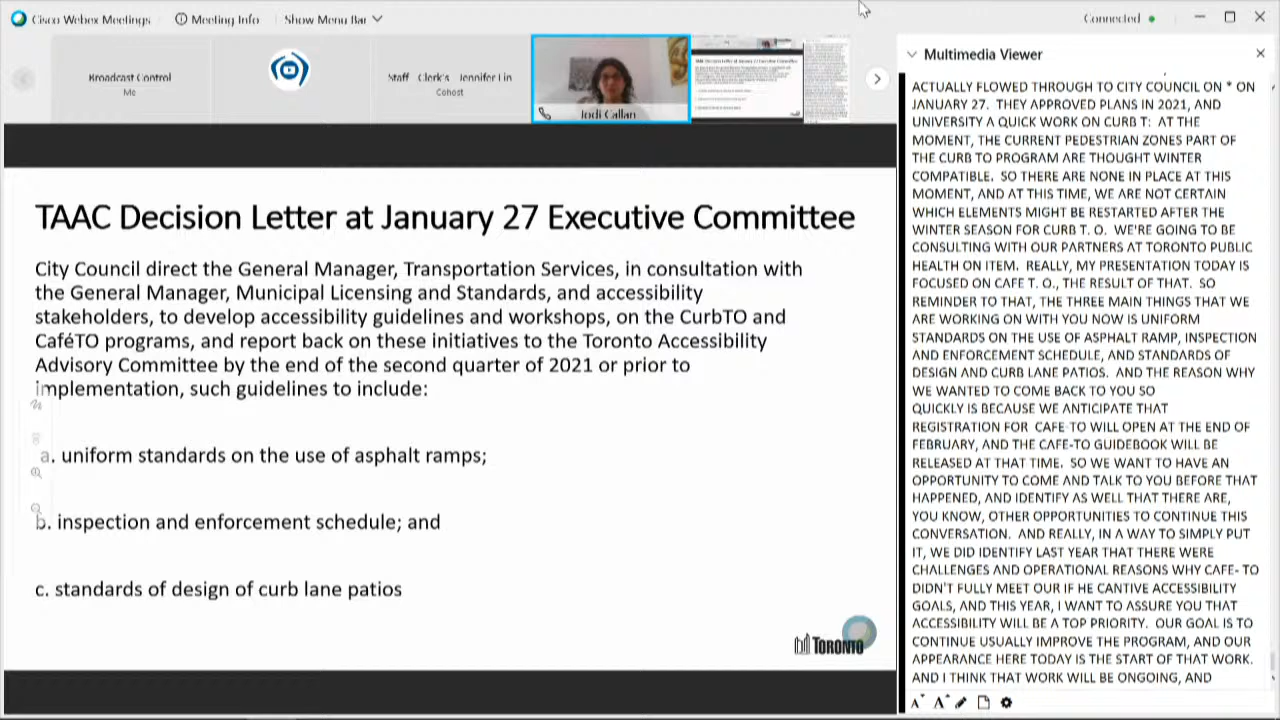 Cisco Webex Meetings
Meeting Info
Show Menu Bar
Connected
Control
Staff Clerk's Jennifer Lin
Cohost
Jodi Callan
TAAC Decision Letter at January 27 Executive Committee
City Council direct the General Manager, Transportation Services, in consultation with
the General Manager, Municipal Licensing and Standards, and accessibility
stakeholders, to develop accessibility guidelines and workshops, on the CurbTO and
CaféTO programs, and report back on these initiatives to the Toronto Accessibility
Advisory Committee by the end of the second quarter of 2021 or prior to
implementation, such guidelines to include:
a. uniform standards on the use of asphalt ramps;
b. inspection and enforcement schedule; and
c. standards of design of curb lane patios
TORONTO
Multimedia Viewer
ACTUALLY FLOWED THROUGH TO CITY COUNCIL ON * ON
JANUARY 27. THEY APPROVED PLAN TO 2021, AND
UNIVERSITY A QUICK WORK ON CURB T: AT THE
MOMENT, THE CURRENT PEDESTRIAN ZONES PART OF
THE CURB TO PROGRAM ARE THOUGHT WINTER
COMPATIBLE. SO THERE ARE NONE IN PLACE AT THIS
MOMENT, AND AT THIS TIME, WE ARE NOT CERTAIN
WHICH ELEMENTS MIGHT BE RESTARTED AFTER THE
WINTER SEASON FOR CURB T. O. WE'RE GOING TO BE
CONSULTING WITH OUR PARTNERS AT TORONTO PUBLIC
HEALTH ON ITEM. REALLY, MY PRESENTATION TODAY IS
FOCUSED ON CAFE T. O., THE RESULT OF THAT. SO
REMINDER TO THAT, THE THREE MAIN THINGS THAT WE
ARE WORKING ON WITH YOU NOW IS UNIFORM
STANDARDS ON THE USE OF ASPHALT RAMP, INSPECTION
AND ENFORCEMENT SCHEDULE, AND STANDARDS OF
DESIGN AND CURB LANE PATIOS. AND THE REASON WHY
WE WANTED TO COME BACK TO YOU SO
QUICKLY IS BECAUSE WE ANTICIPATE THAT
REGISTRATION FOR CAFE-TO WILL OPEN AT THE END OF
FEBRUARY, AND THE CAFE-TO GUIDEBOOK WILL BE
RELEASED AT THAT TIME. SO WE WANT TO HAVE AN
OPPORTUNITY TO COME AND TALK TO YOU BEFORE THAT
HAPPENED, AND IDENTIFY AS WELL THAT THERE ARE,
YOU KNOW, OTHER OPPORTUNITIES TO CONTINUE THIS
CONVERSATION. AND REALLY, IN A WAY TO SIMPLY PUT
IT, WE DID IDENTIFY LAST YEAR THAT THERE WERE
CHALLENGES AND OPERATIONAL REASONS WHY CAFE- TO
DIDN'T FULLY MEET OUR IF HE CANTIVE ACCESSIBILITY
GOALS, AND THIS YEAR, I WANT TO ASSURE YOU THAT
ACCESSIBILITY WILL BE A TOP PRIORITY. OUR GOAL IS TO
CONTINUE USUALLY IMPROVE THE PROGRAM, AND OUR
APPEARANCE HERE TODAY IS THE START OF THAT WORK.
AND I THINK THAT WORK WILL BE ONGOING, AND